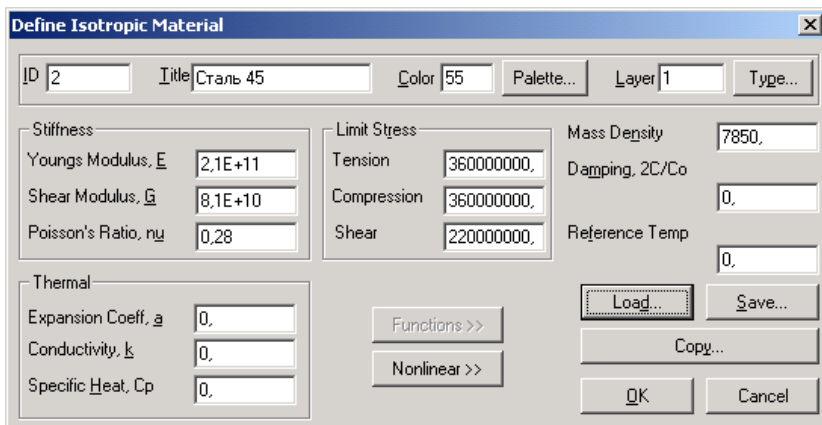 Define Isotropic Material
ID 2 Title Сталь 45 Color 55 Palette... Layer 1 Type...
Stiffness
Youngs Modulus, E 2,1E+11
Shear Modulus, G 8,1E+10
Poisson's Ratio, nu 0,28
Limit Stress
Tension 360000000,
Compression 360000000,
Shear 220000000,
Mass Density 7850,
Damping, 2C/Co 0,
Reference Temp 0,
Thermal
Expansion Coeff, a 0,
Conductivity, k 0,
Specific Heat, Cp 0,
Functions >>
Nonlinear >>
Load... Save...
Copy...
OK Cancel